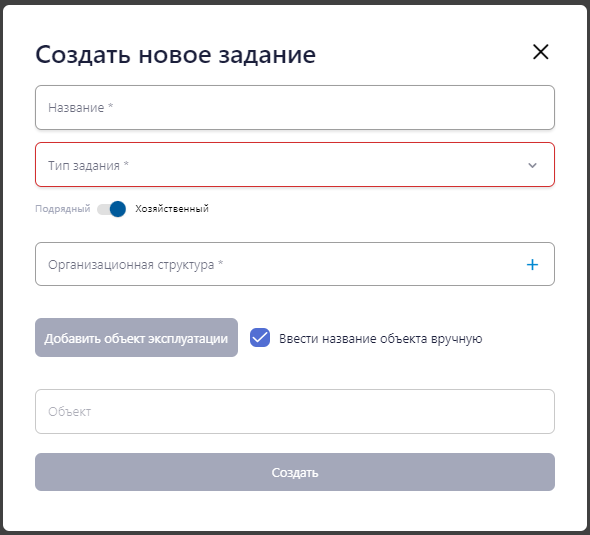 Создать новое задание
Название *
Тип задания *
Подрядный Хозяйственный
Организационная структура *
Добавить объект эксплуатации Ввести название объекта вручную
Объект
Создать